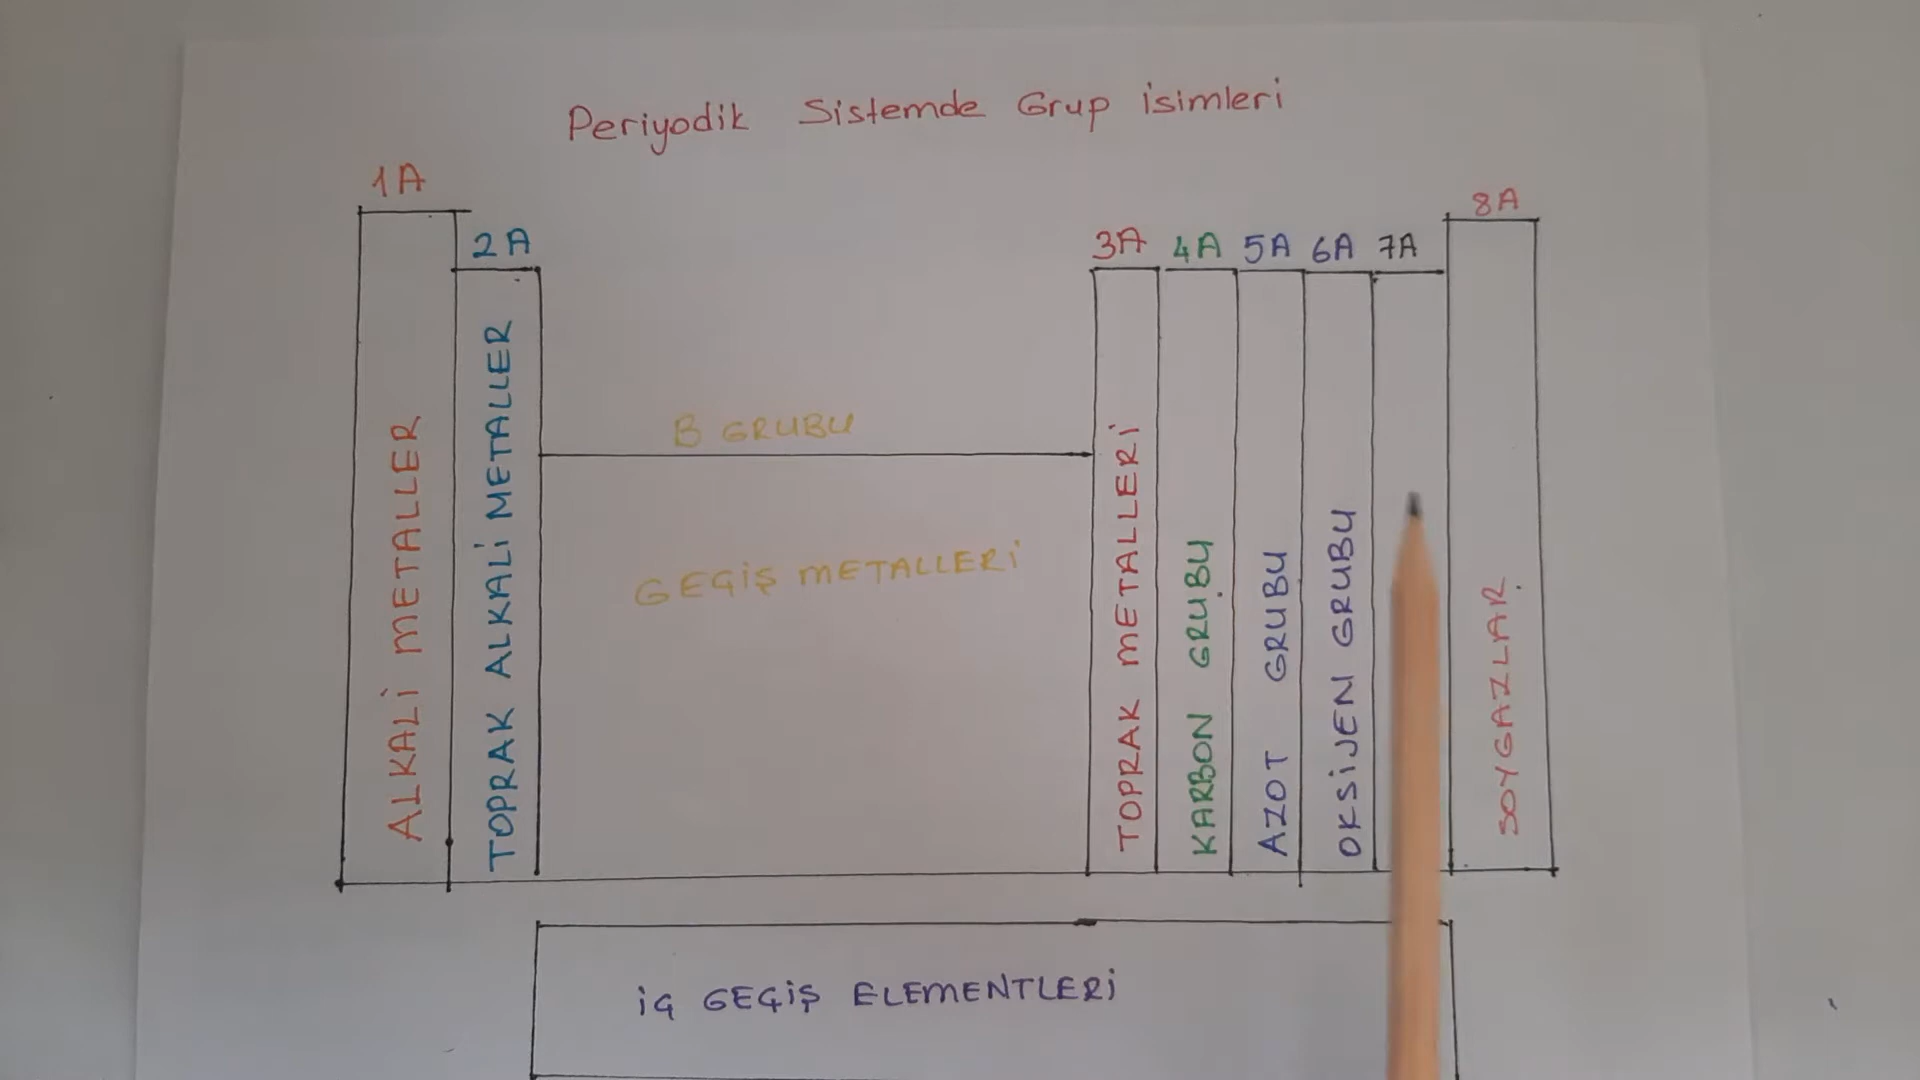 Periyodik Sistemde Grup isimleri
1A
2A
3A
4A
5A
6A
7A
8A
ALKALİ METALLER
TOPRAK ALKALİ METALLER
B GRUBU
GEÇİŞ METALLERİ
TOPRAK METALLERİ
KARBON GRUBU
AZOT GRUBU
OKSİJEN GRUBU
SOYGAZLAR
İÇ GEÇİŞ ELEMENTLERİ